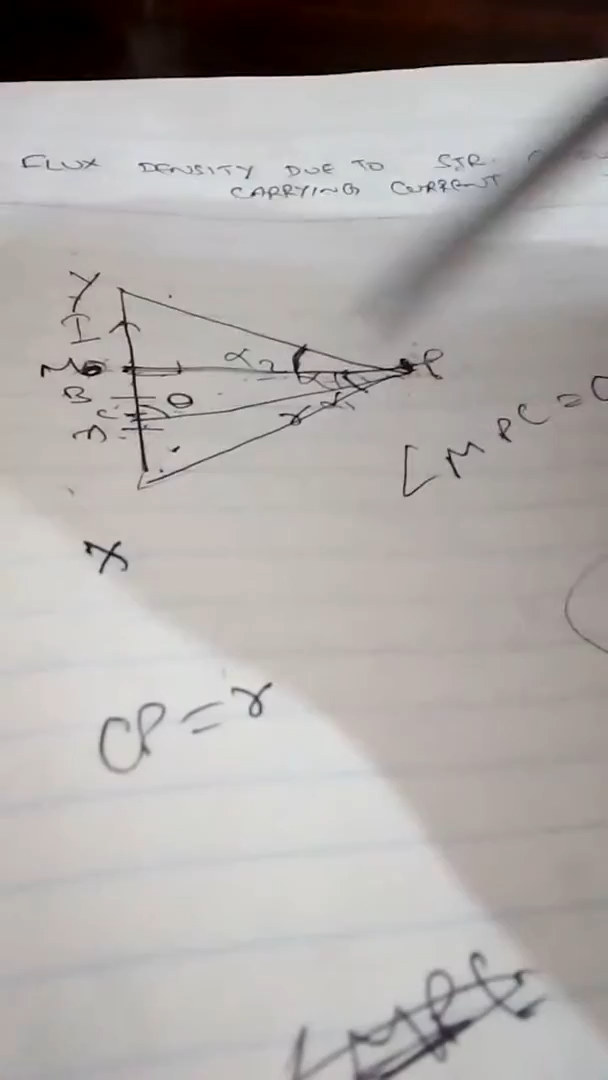 FLUX DENSITY DUE TO STR.
CARRYING CURRENT
Y
I
M
α2
P
B
θ
C
r
α1
D
∠MPC=
X
CP=r